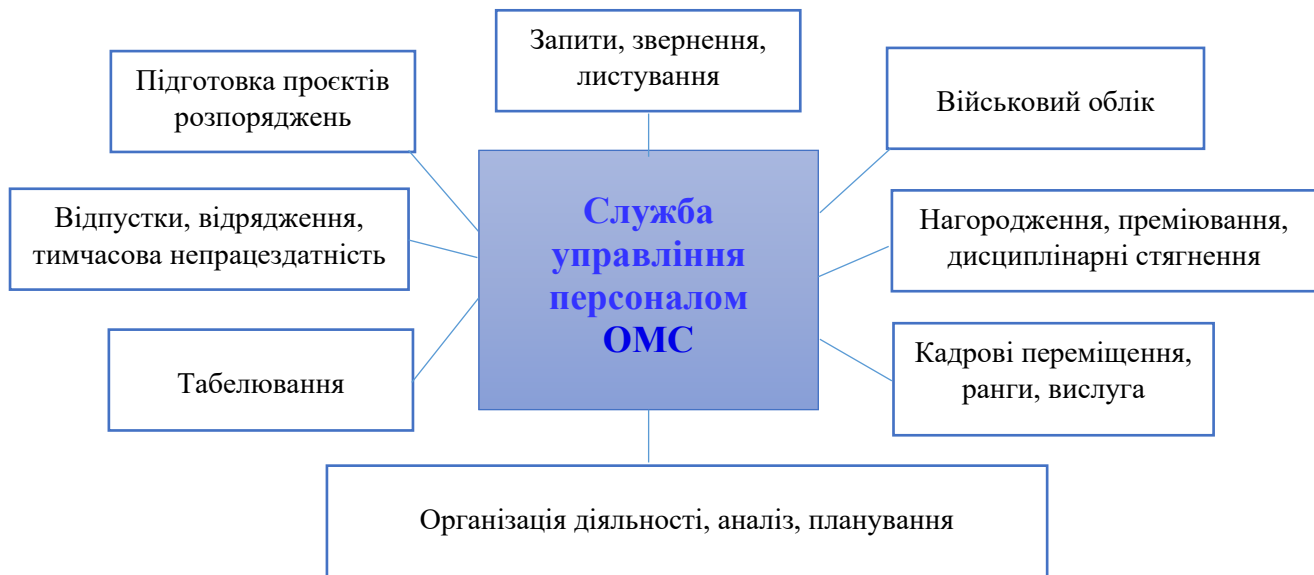 Запити, звернення,
листування
Підготовка проєктів
розпоряджень
Військовий облік
Відпустки, відрядження,
тимчасова непрацездатність
Служба
управління
персоналом
ОМС
Нагородження, преміювання,
дисциплінарні стягнення
Табелювання
Кадрові переміщення,
ранги, вислуга
Організація діяльності, аналіз, планування